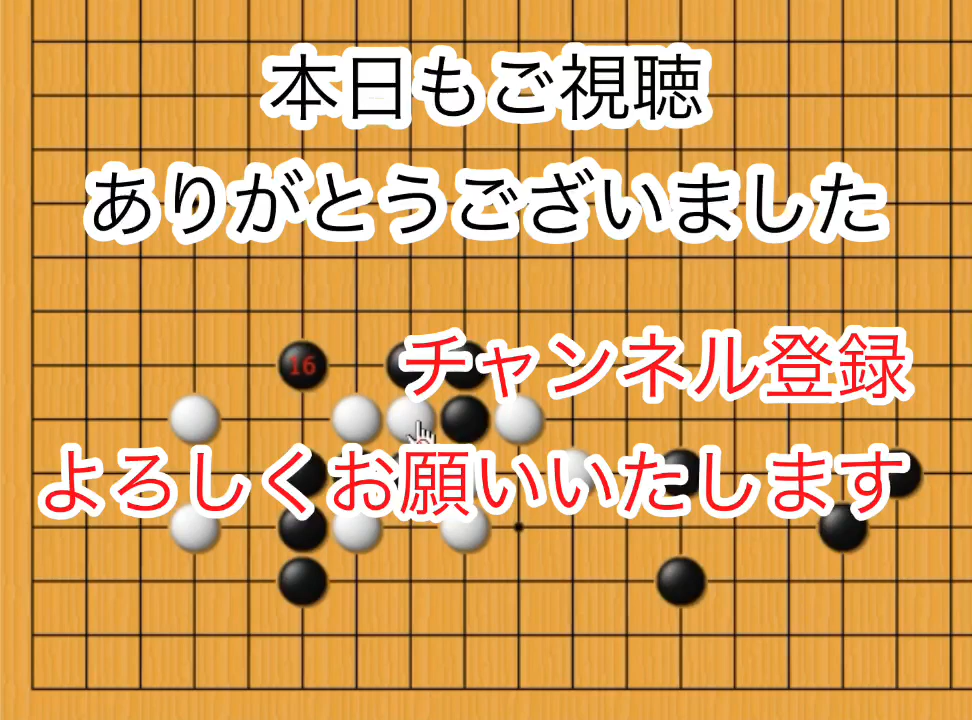 本日もご視聴
ありがとうございました
16
チャンネル登録
よろしくお願いいたします